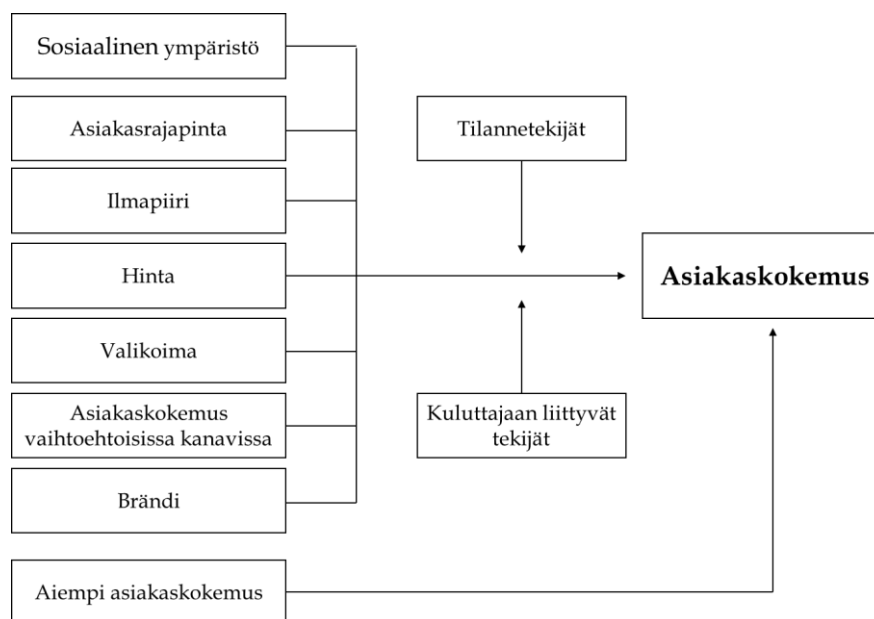 Sosiaalinen ympäristö
Asiakasrajapinta
Ilmapiiri
Hinta
Valikoima
Asiakaskokemus
vaihtoehtoisissa kanavissa
Brändi
Aiempi asiakaskokemus
Tilannetekijät
Kuluttajaan liittyvät
tekijät
Asiakaskokemus